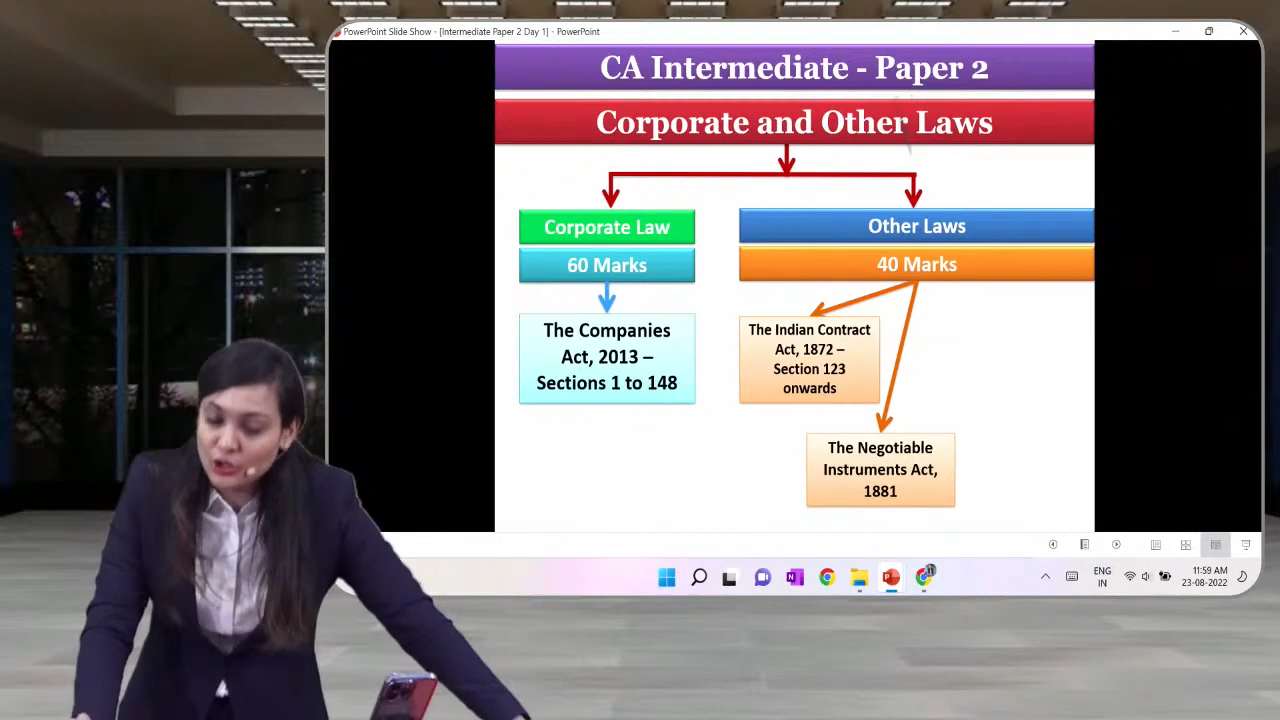 PowerPoint Slide Show - [Intermediate Paper 2 Day 1] - PowerPoint
CA Intermediate - Paper 2
Corporate and Other Laws
Corporate Law
60 Marks
The Companies
Act, 2013 –
Sections 1 to 148
Other Laws
40 Marks
The Indian Contract
Act, 1872 –
Section 123
onwards
The Negotiable
Instruments Act,
1881
ENG
IN
11:59 AM
23-08-2022